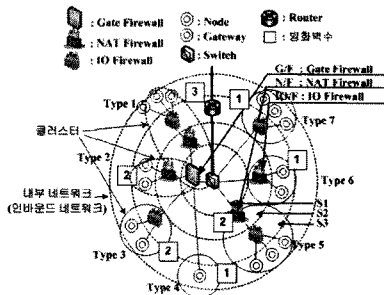 : Gate Firewall
: NAT Firewall
: IO Firewall
: Node
: Gateway
: Switch
: Router
: 방화벽수
G/F : Gate Firewall
N/F : NAT Firewall
IO/F : IO Firewall
Type 1
3
1
Type 7
클러스터
Type 2
2
1
Type 6
내부 네트워크
(인바운드 네트워크)
S1
S2
S3
2
2
Type 3
Type 5
Type 4
1